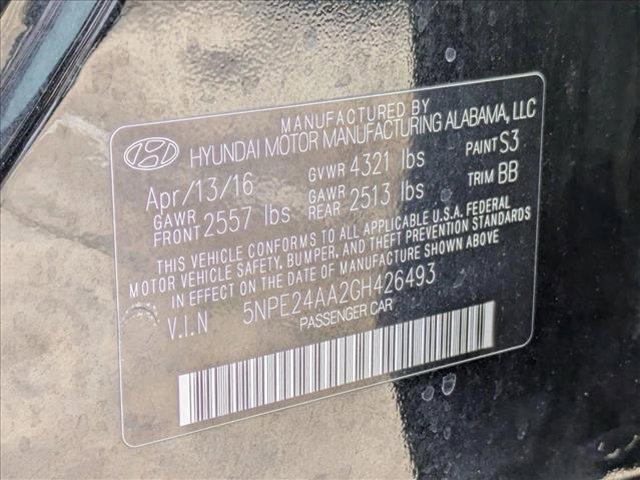 MANUFACTURED BY
HYUNDAI MOTOR MANUFACTURING ALABAMA, LLC
Apr/13/16 GVWR 4321 lbs PAINT S3
GAWR FRONT 2557 lbs GAWR REAR 2513 lbs TRIM BB
THIS VEHICLE CONFORMS TO ALL APPLICABLE U.S.A. FEDERAL
MOTOR VEHICLE SAFETY, BUMPER, AND THEFT PREVENTION STANDARDS
IN EFFECT ON THE DATE OF MANUFACTURE SHOWN ABOVE
V.I.N 5NPE24AA2GH426493
PASSENGER CAR